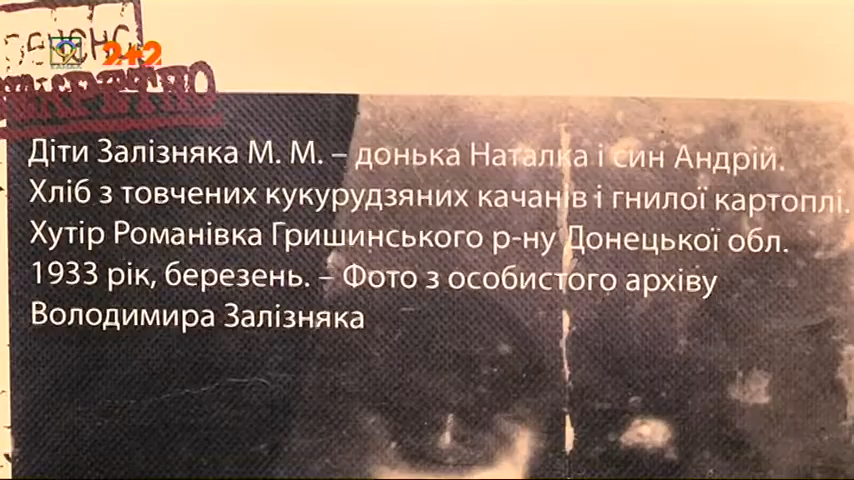 2+2
Діти Залізняка М. М. – донька Наталка і син Андрій.
Хліб з товчених кукурудзяних качанів і гнилої картоплі.
Хутір Романівка Гришинського р-ну Донецької обл.
1933 рік, березень. – Фото з особистого архіву
Володимира Залізняка